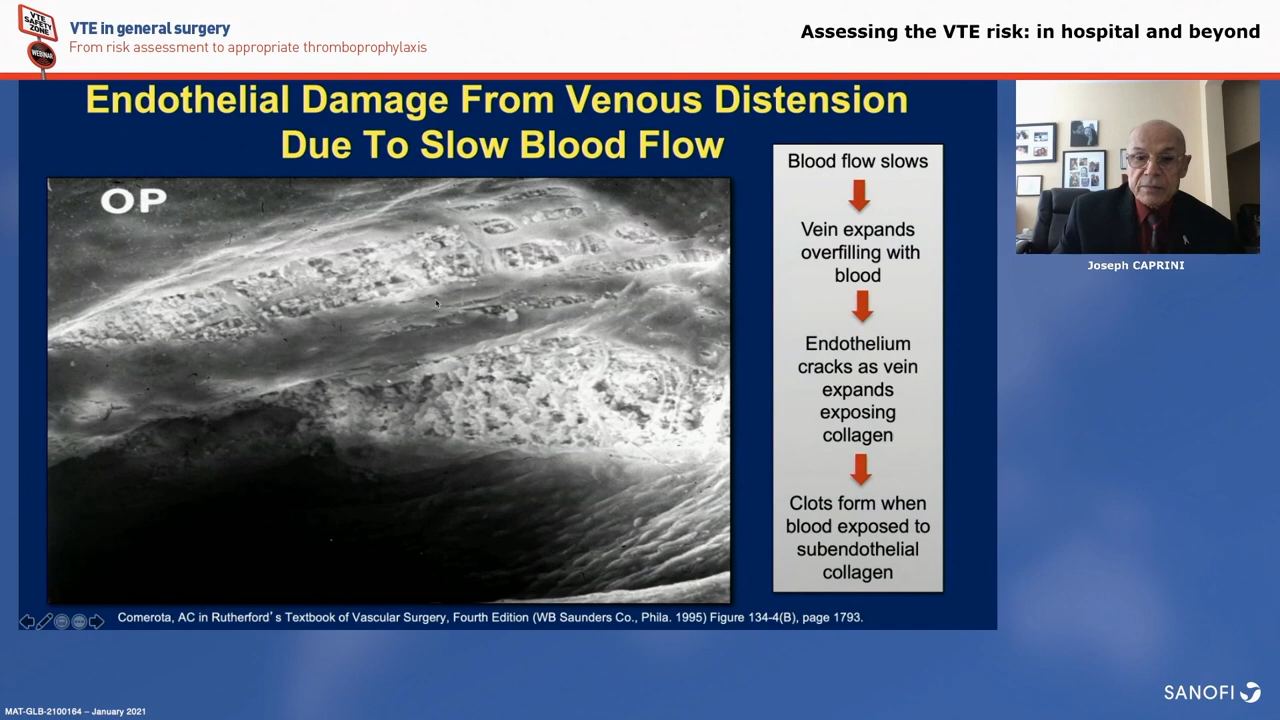 VTE
SAFETY
ZONE
WEBINAR
VTE in general surgery
From risk assessment to appropriate thromboprophylaxis
Assessing the VTE risk: in hospital and beyond
Endothelial Damage From Venous Distension
Due To Slow Blood Flow
OP
Blood flow slows
Vein expands
overfilling with
blood
Endothelium
cracks as vein
expands
exposing
collagen
Clots form when
blood exposed to
subendothelial
collagen
Comerota, AC in Rutherford's Textbook of Vascular Surgery, Fourth Edition (WB Saunders Co., Phila. 1995) Figure 134-4(B), page 1793.
Joseph CAPRINI
SANOFI
MAT-GLB-2100164 – January 2021